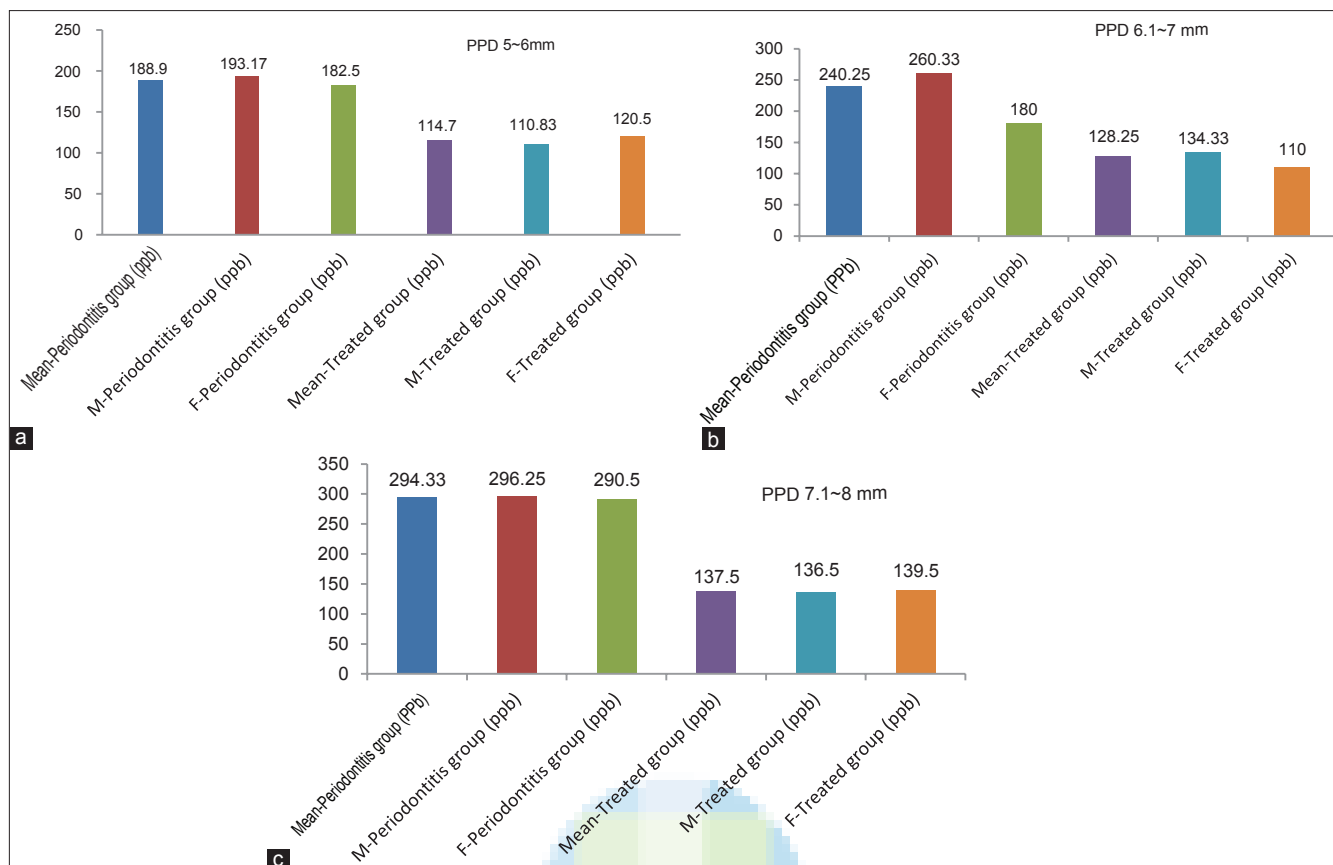 PPD 5~6mm
250
200
150
100
50
0
188.9
193.17
182.5
114.7
110.83
120.5
Mean-Periodontitis group (ppb)
M-Periodontitis group (ppb)
F-Periodontitis group (ppb)
Mean-Treated group (ppb)
M-Treated group (ppb)
F-Treated group (ppb)
a
PPD 6.1~7 mm
300
250
200
150
100
50
0
240.25
260.33
180
128.25
134.33
110
Mean-Periodontitis group (PPb)
M-Periodontitis group (ppb)
F-Periodontitis group (ppb)
Mean-Treated group (ppb)
M-Treated group (ppb)
F-Treated group (ppb)
b
PPD 7.1~8 mm
350
300
250
200
150
100
50
0
294.33
296.25
290.5
137.5
136.5
139.5
Mean-Periodontitis group (PPb)
M-Periodontitis group (ppb)
F-Periodontitis group (ppb)
Mean-Treated group (ppb)
M-Treated group (ppb)
F-Treated group (ppb)
c